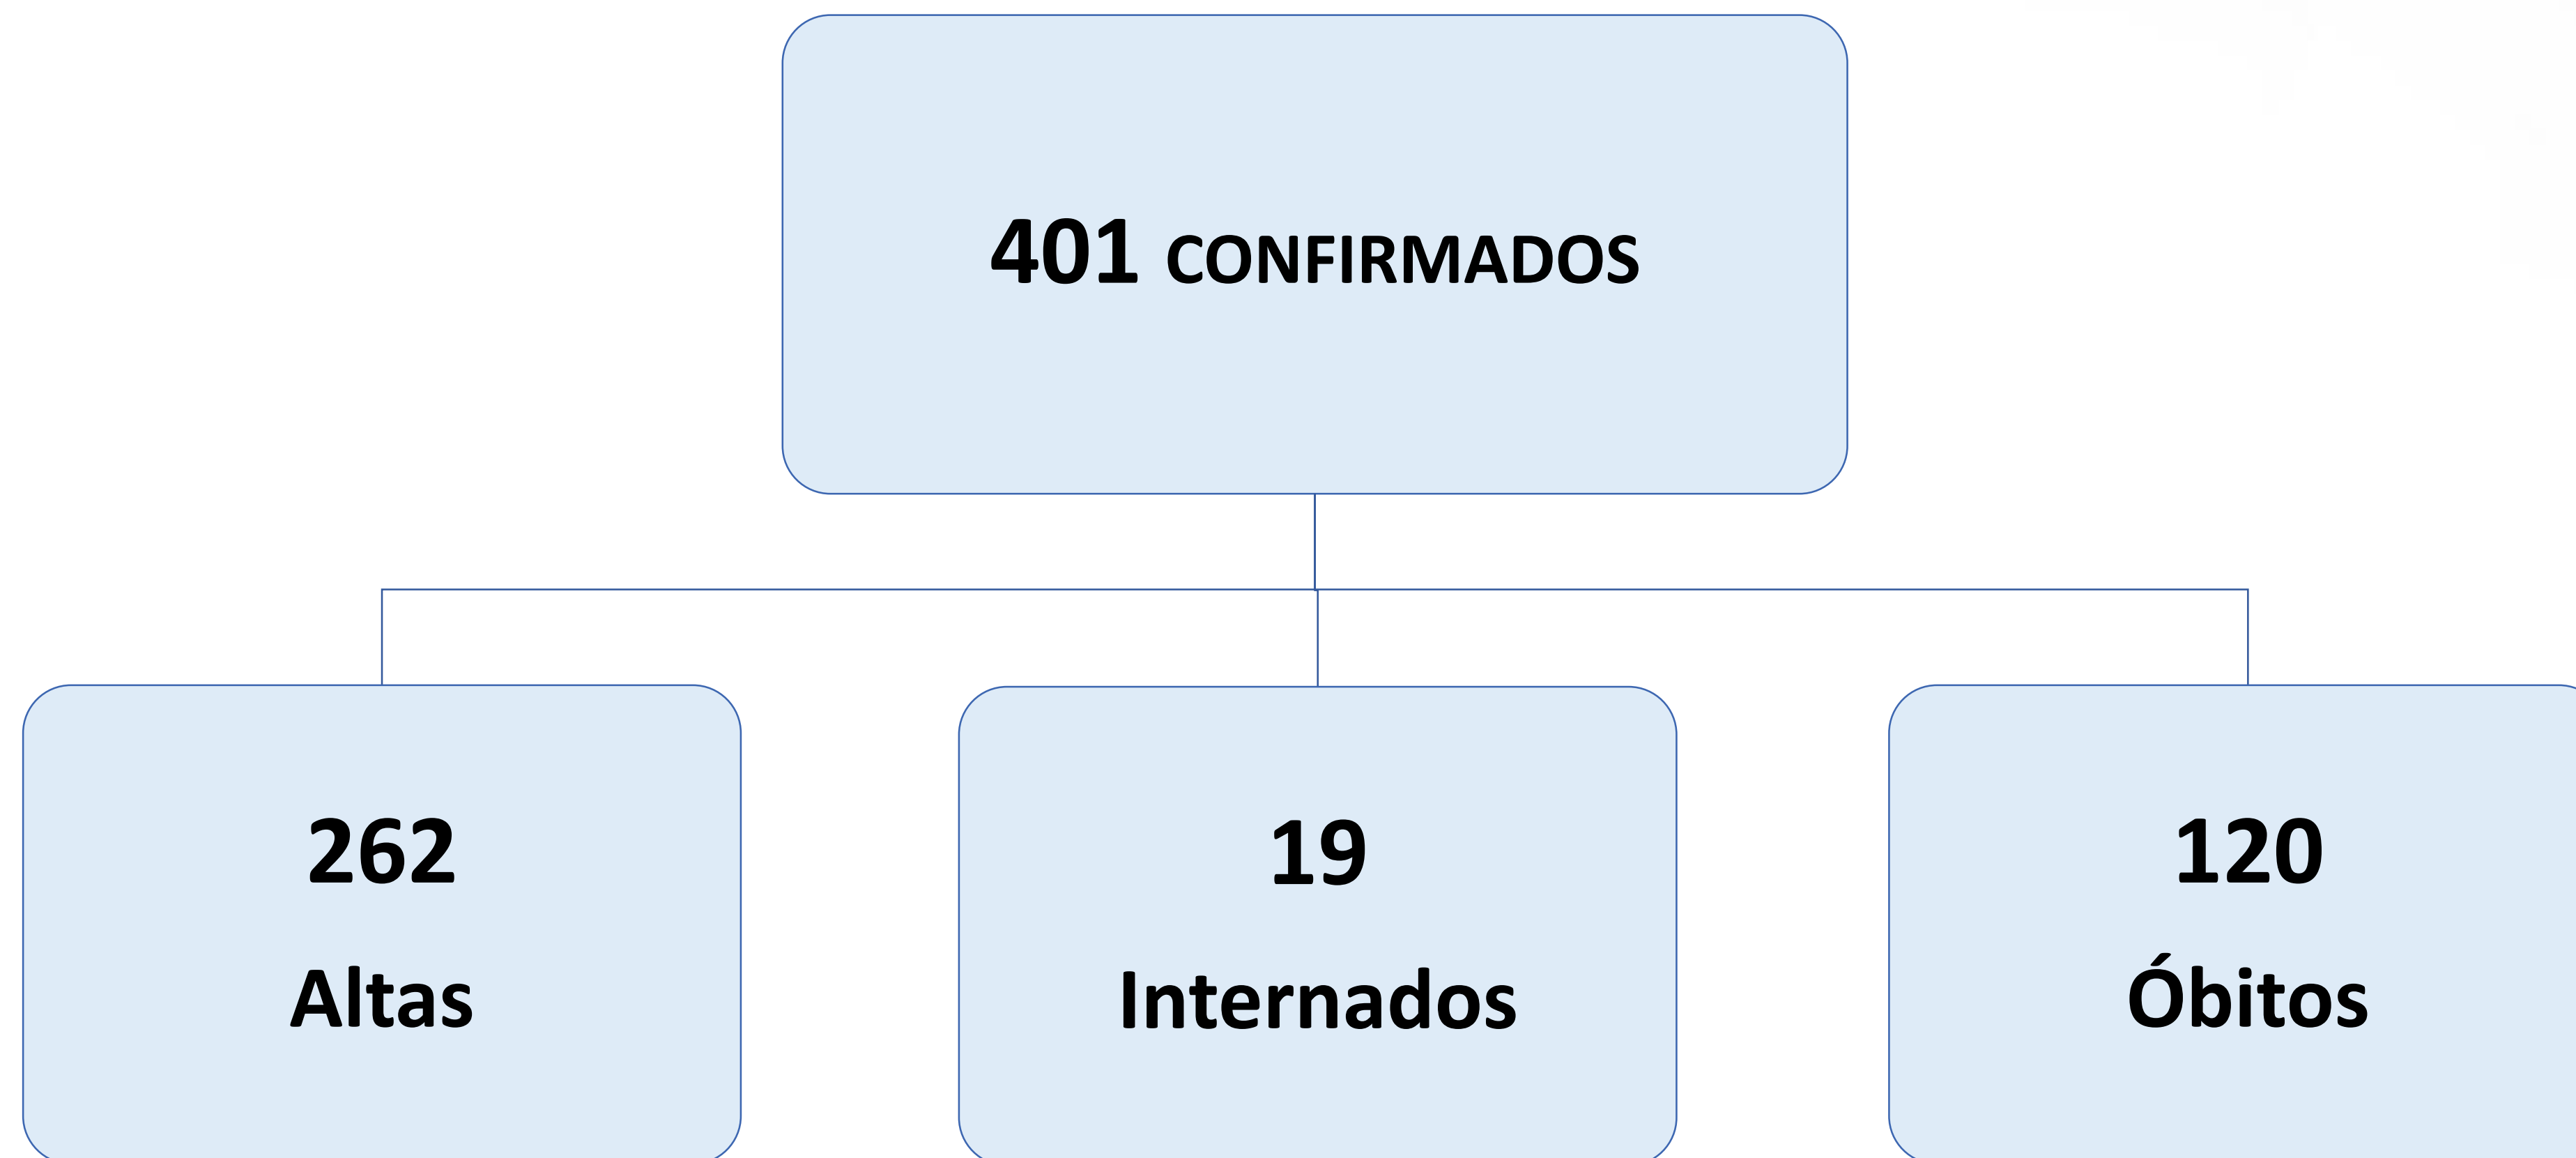 401 CONFIRMADOS
262
Altas
19
Internados
120
Óbitos